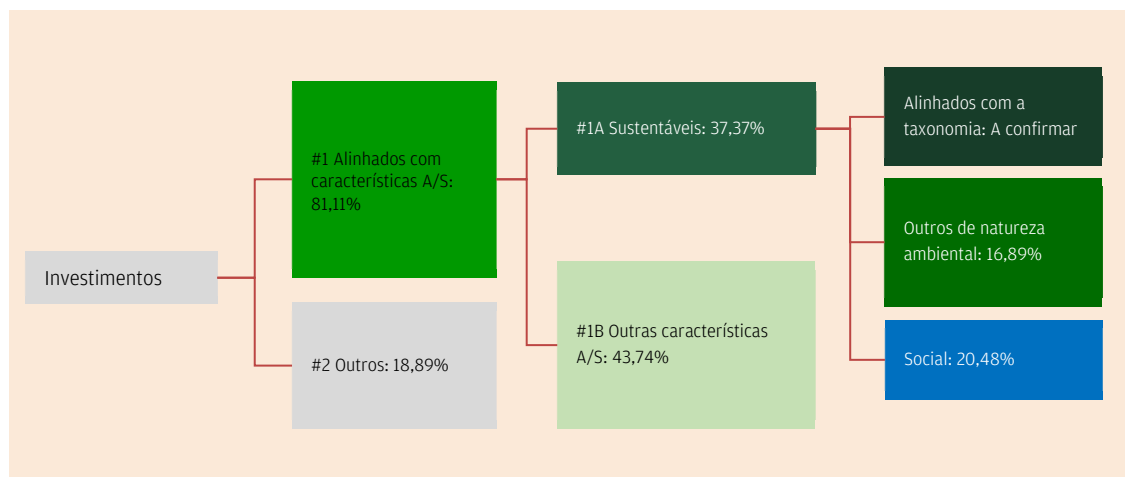 Investimentos
#1 Alinhados com
características A/S:
81,11%
#2 Outros: 18,89%
#1A Sustentáveis: 37,37%
#1B Outras características
A/S: 43,74%
Alinhados com a
taxonomia: A confirmar
Outros de natureza
ambiental: 16,89%
Social: 20,48%